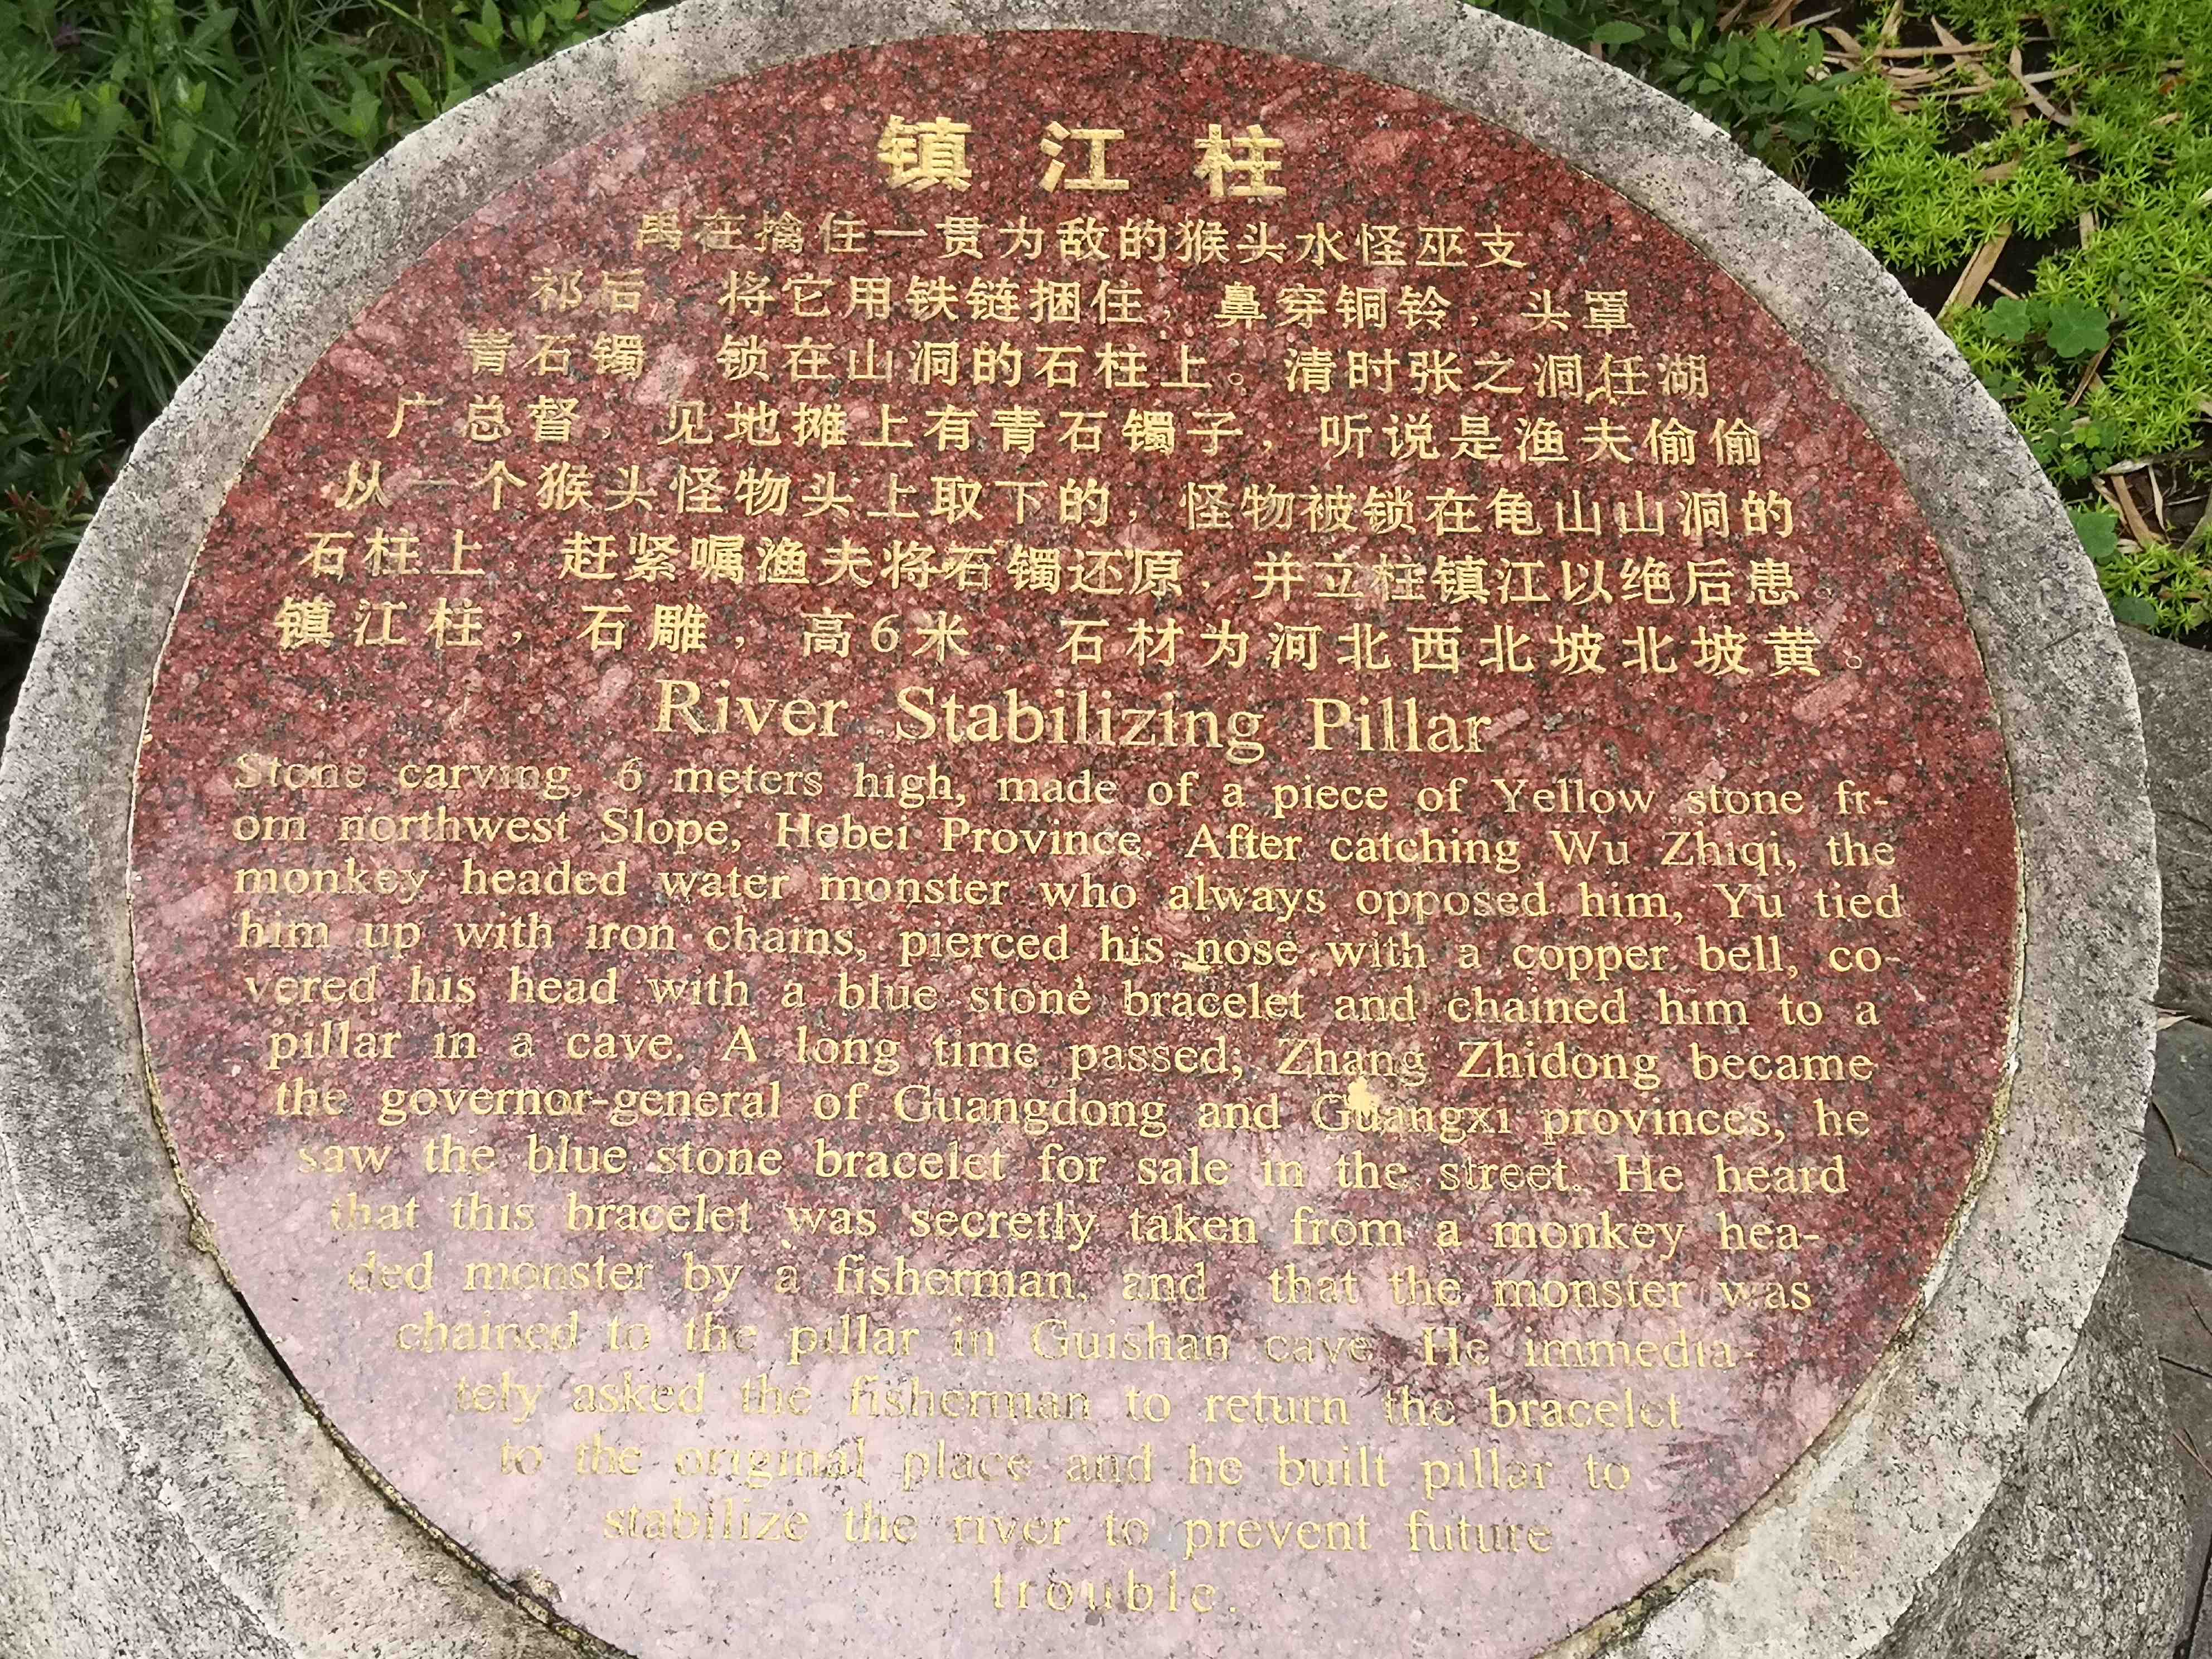 镇江柱
禹在擒住一贯为敌的猴头水怪巫支
祁后，将它用铁链捆住，鼻穿铜铃，头罩
青石镯 锁在山洞的石柱上。清时张之洞任湖
广总督，见地摊上有青石镯子，听说是渔夫偷偷
从一个猴头怪物头上取下的，怪物被锁在龟山山洞的
石柱上 赶紧嘱渔夫将石镯还原，并立柱镇江以绝后患
镇江柱，石雕，高6米，石材为河北西北坡北坡黄。
River Stabilizing Pillar
Stone carving, 6 meters high, made of a piece of Yellow stone fr-
om northwest Slope, Hebei Province. After catching Wu Zhiqi, the
monkey headed water monster who always opposed him, Yu tied
him up with iron chains, pierced his nose with a copper bell, co-
vered his head with a blue stone bracelet and chained him to a
pillar in a cave. A long time passed; Zhang Zhidong became
the governor-general of Guangdong and Guangxi provinces, he
saw the blue stone bracelet for sale in the street. He heard
that this bracelet was secretly taken from a monkey hea-
ded monster by a fisherman, and that the monster was
chained to the pillar in Guishan cave He immedia-
tely asked the fisherman to return the bracelet
to the original place and he built pillar to
stabilize the river to prevent future
trouble.